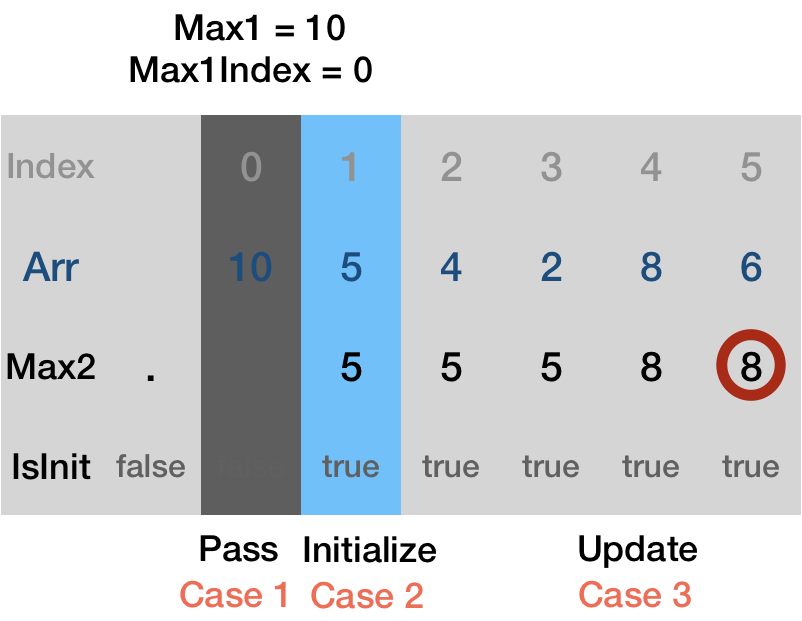 Max1 = 10
Max1Index = 0
Index 0 1 2 3 4 5
Arr 10 5 4 2 8 6
Max2 . 5 5 5 8 8
IsInit false false true true true true true
Pass Initialize Update
Case 1 Case 2 Case 3